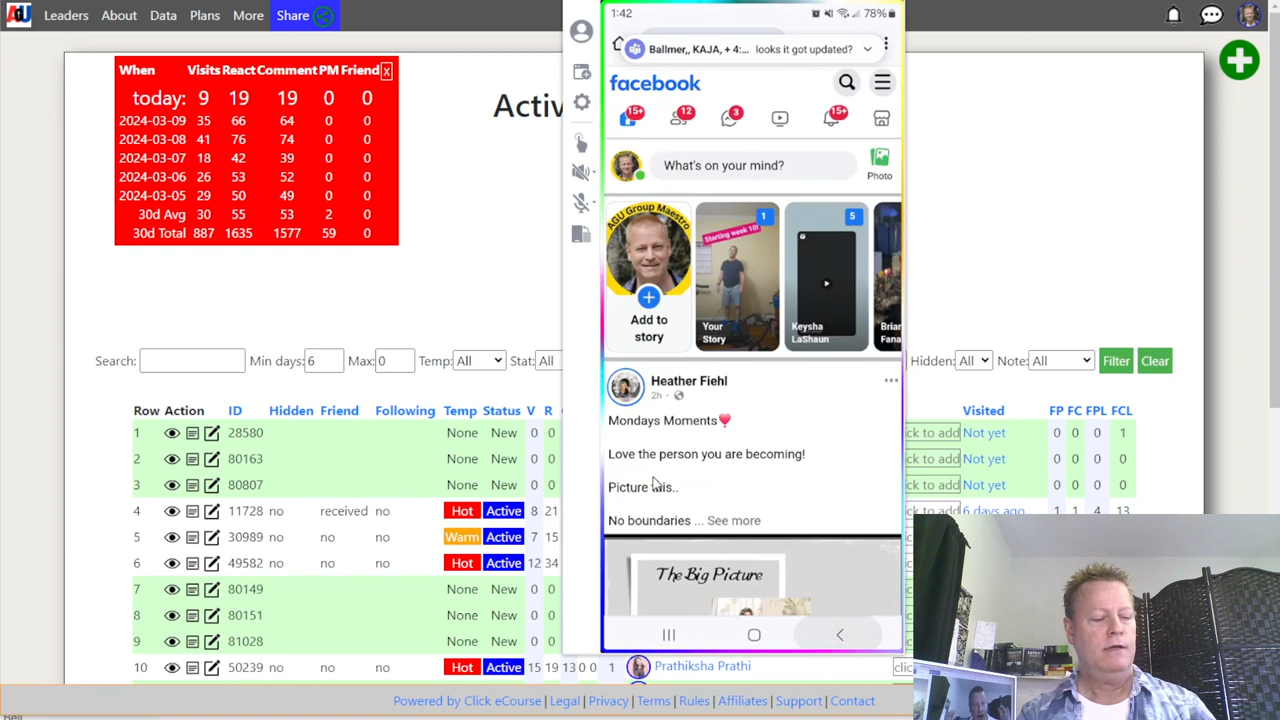 AdU Leaders About Data Plans More Share
When Visits React Comment PM Friend X
today: 9 19 19 0 0
2024-03-09 35 66 64 0 0
2024-03-08 41 76 74 0 0
2024-03-07 18 42 39 0 0
2024-03-06 26 53 52 0 0
2024-03-05 29 50 49 0 0
30d Avg 30 55 53 2 0
30d Total 887 1635 1577 59 0
Activ
1:42 78%
Ballmer,, KAJA, + 4:... looks it got updated?
facebook
15+ 12 3 15+
What's on your mind?
Photo
AGU Group Maestro
Add to
story
Starting week 10!
1
Your
Story
5
Keysha
LaShaun
Brian
Fana
Heather Fiehl
2h
Mondays Moments
Love the person you are becoming!
Picture this..
No boundaries ... See more
The Big Picture
Search: Min days: 6 Max: 0 Temp: All Stat: All Hidden: All Note: All Filter Clear
Row Action ID Hidden Friend Following Temp Status V R Visited FP FC FPL FCL
1 28580 None New 0 0 ck to add Not yet 0 0 0 1
2 80163 None New 0 0 ck to add Not yet 0 0 0 0
3 80807 None New 0 0 ck to add Not yet 0 0 0 0
4 11728 no received no Hot Active 8 21 ck to add 6 days ago 1 1 4 13
5 30989 no no no Warm Active 7 15
6 49582 no no no Hot Active 12 34
7 80149 None New 0 0
8 80151 None New 0 0
9 81028 None New 0 0
10 50239 no no no Hot Active 15 19 13 0 0 1 Prathiksha Prathi
Powered by Click eCourse | Legal | Privacy | Terms | Rules | Affiliates | Support | Contact